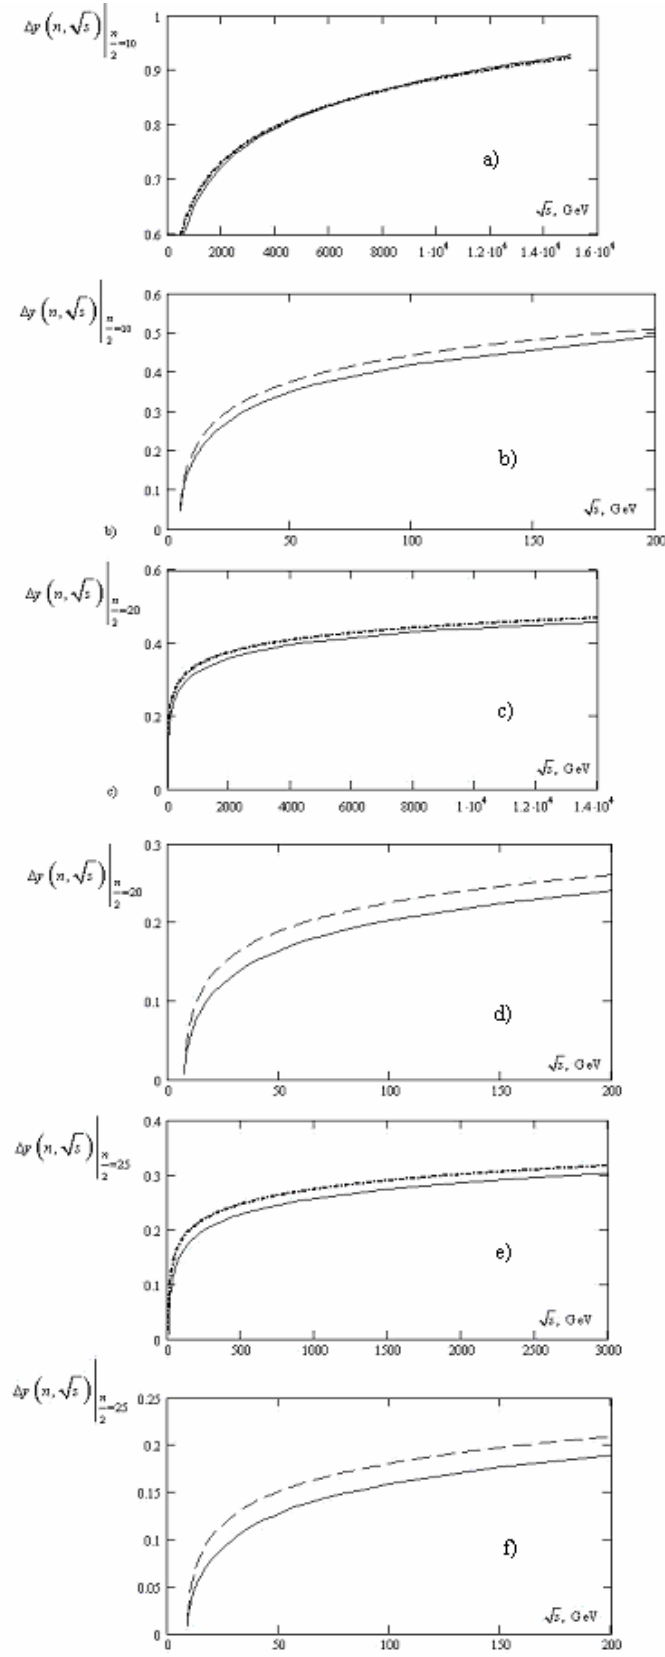 Δy(n,√s)|n/2=10
1
0.9
0.8
0.7
0.6
a)
√s, GeV
0 2000 4000 6000 8000 1·10⁴ 1.2·10⁴ 1.4·10⁴ 1.6·10⁴
Δy(n,√s)|n/2=10
0.6
0.5
0.4
0.3
0.2
0.1
0
b)
√s, GeV
b)
0 50 100 150 200
Δy(n,√s)|n/2=20
0.6
0.4
0.2
0
c)
√s, GeV
c)
0 2000 4000 6000 8000 1·10⁴ 1.2·10⁴ 1.4·10⁴
Δy(n,√s)|n/2=20
0.3
0.2
0.1
0
d)
√s, GeV
0 50 100 150 200
Δy(n,√s)|n/2=25
0.4
0.3
0.2
0.1
0
e)
√s, GeV
0 500 1000 1500 2000 2500 3000
Δy(n,√s)|n/2=25
0.25
0.2
0.15
0.1
0.05
0
f)
√s, GeV
0 50 100 150 200